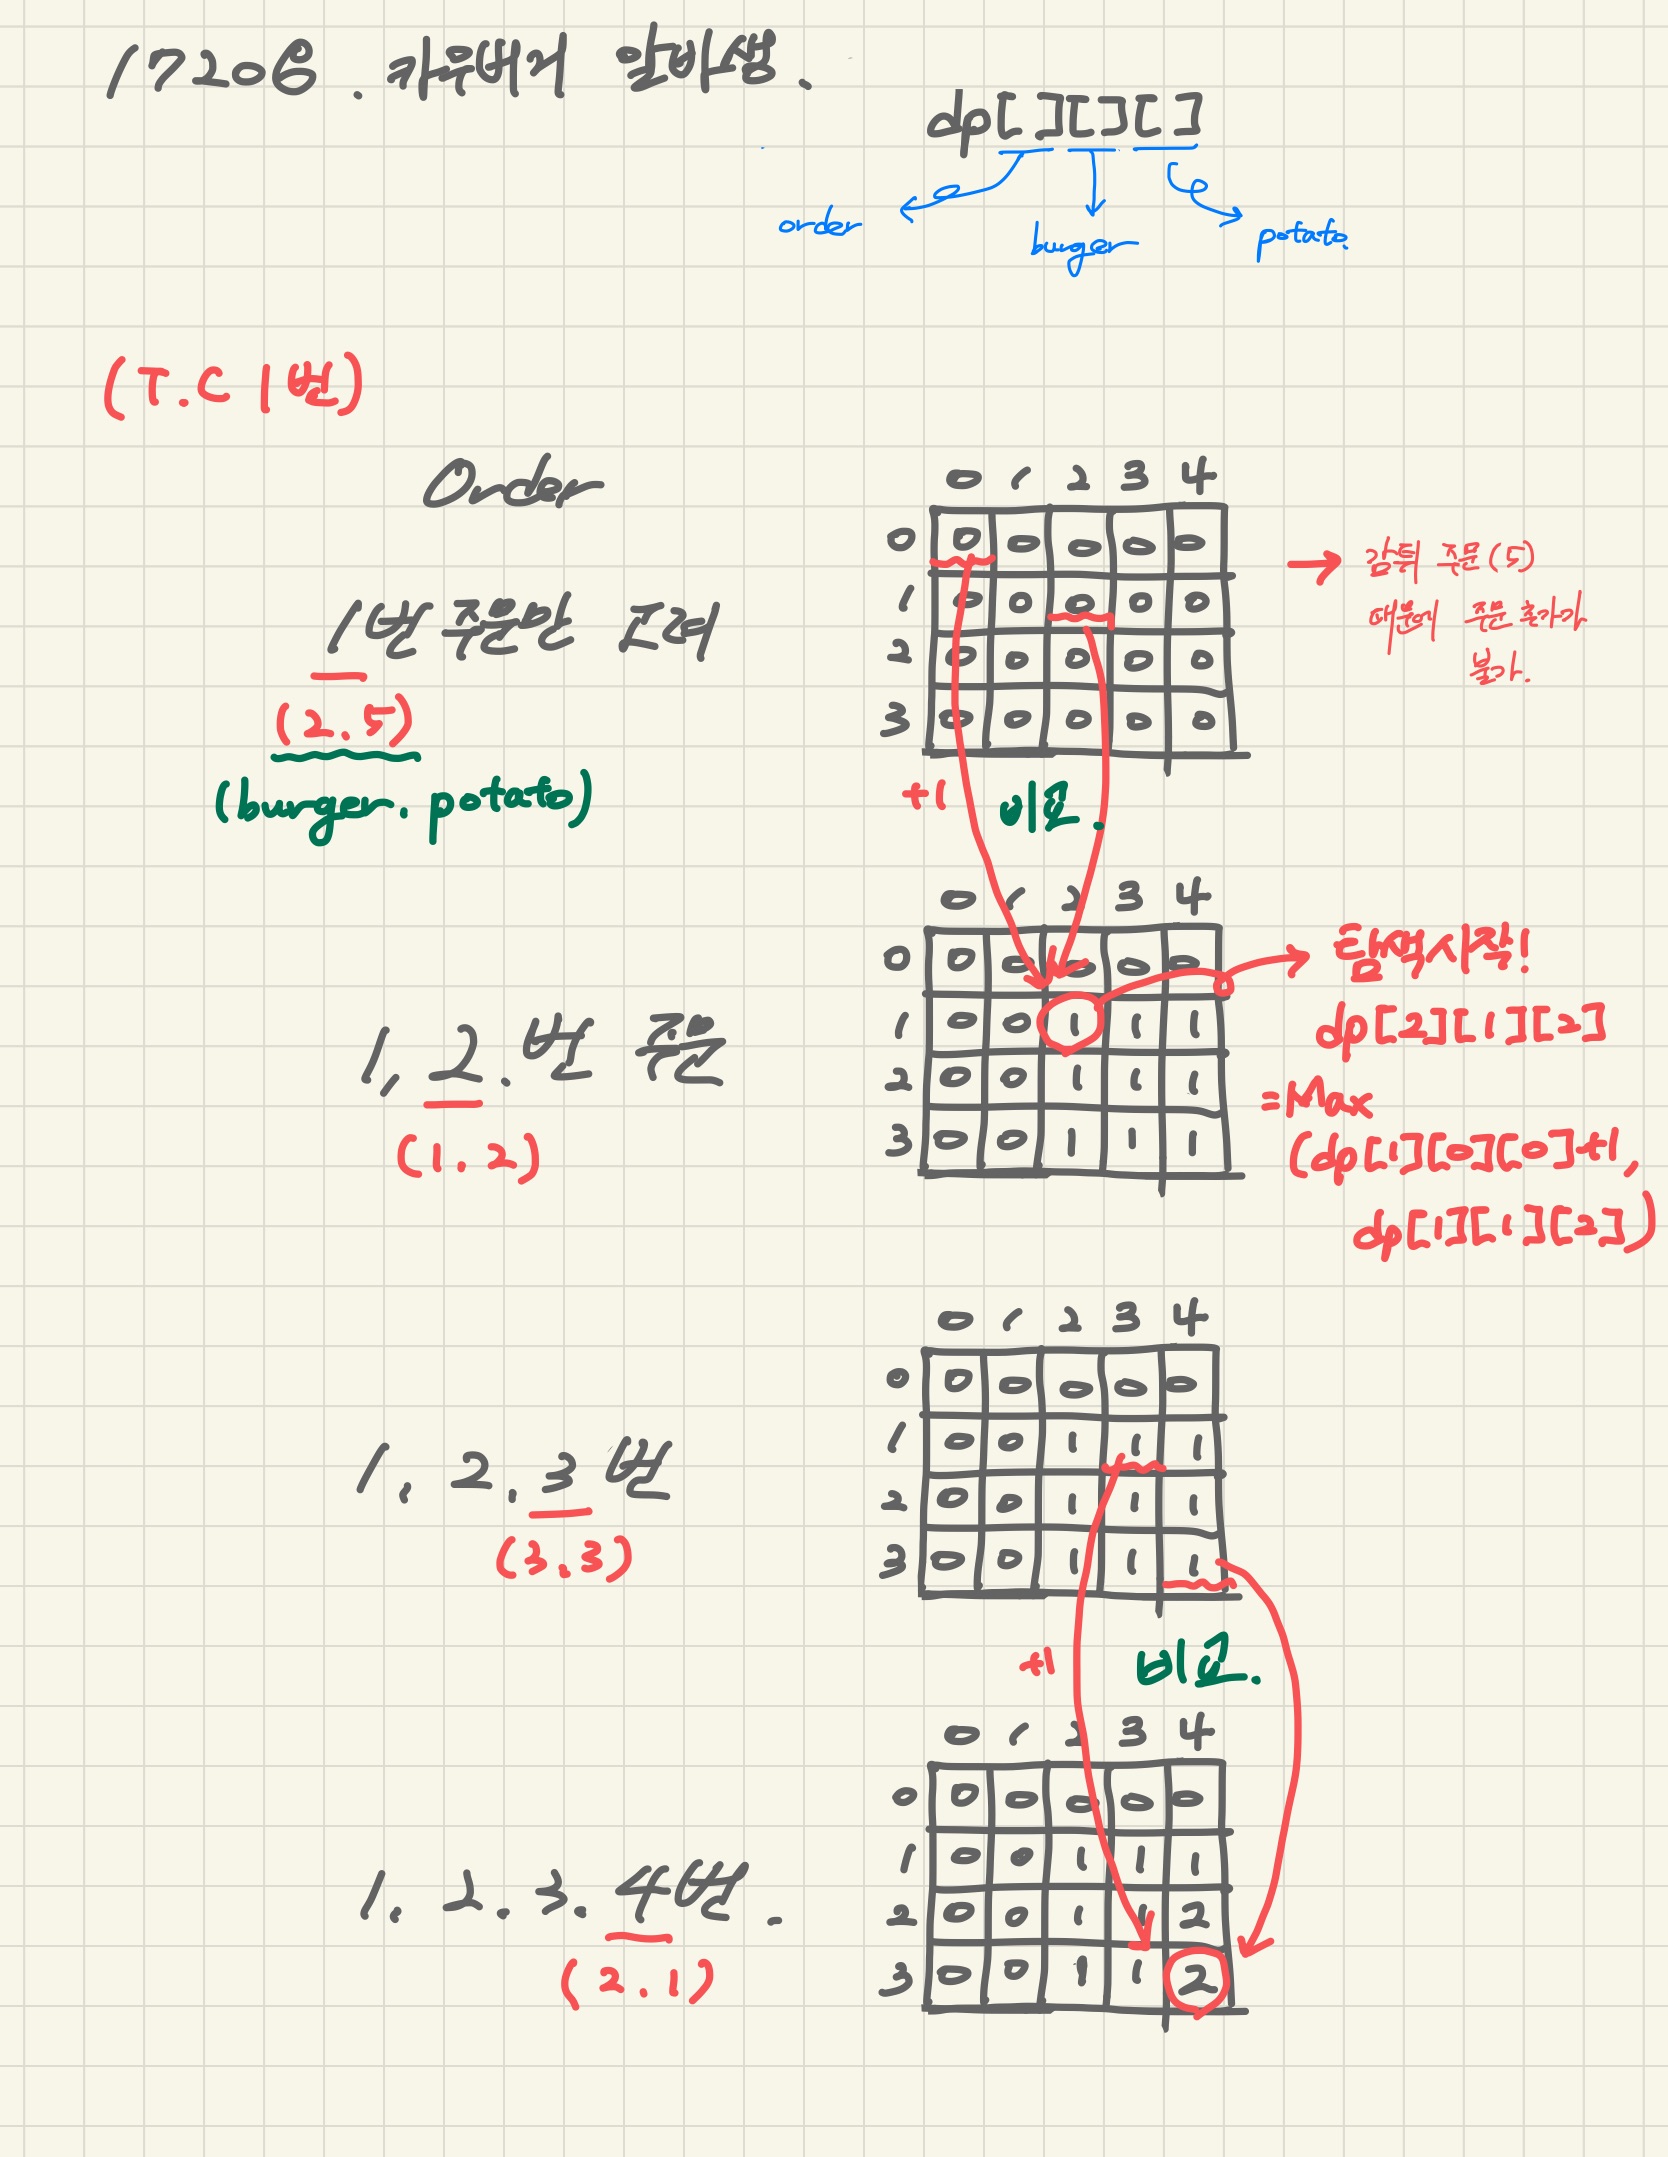 17208. 카우버거 알바생.
dp[ ][ ][ ]
order burger potato.
(T.C 1번)
Order
1번 주문만 고려
(2.5)
(burger. potato)
0 1 2 3 4
0 0 0 0 0 0
1 0 0 0 0 0
2 0 0 0 0 0
3 0 0 0 0 0
→ 감튀 주문(5)
때문에 주문 추가가
불가.
+1 비교.
1, 2.번 주문
(1.2)
0 1 2 3 4
0 0 0 0 0 0
1 0 0 1 1 1
2 0 0 1 1 1
3 0 0 1 1 1
탐색시작!
dp[2][1][2]
=Max
(dp[1][0][0]+1,
dp[1][1][2])
1. 2. 3번
(3.3)
0 1 2 3 4
0 0 0 0 0 0
1 0 0 1 1 1
2 0 0 1 1 1
3 0 0 1 1 1
+1 비교.
1. 2. 3. 4번.
(2.1)
0 1 2 3 4
0 0 0 0 0 0
1 0 0 1 1 1
2 0 0 1 1 2
3 0 0 1 1 2